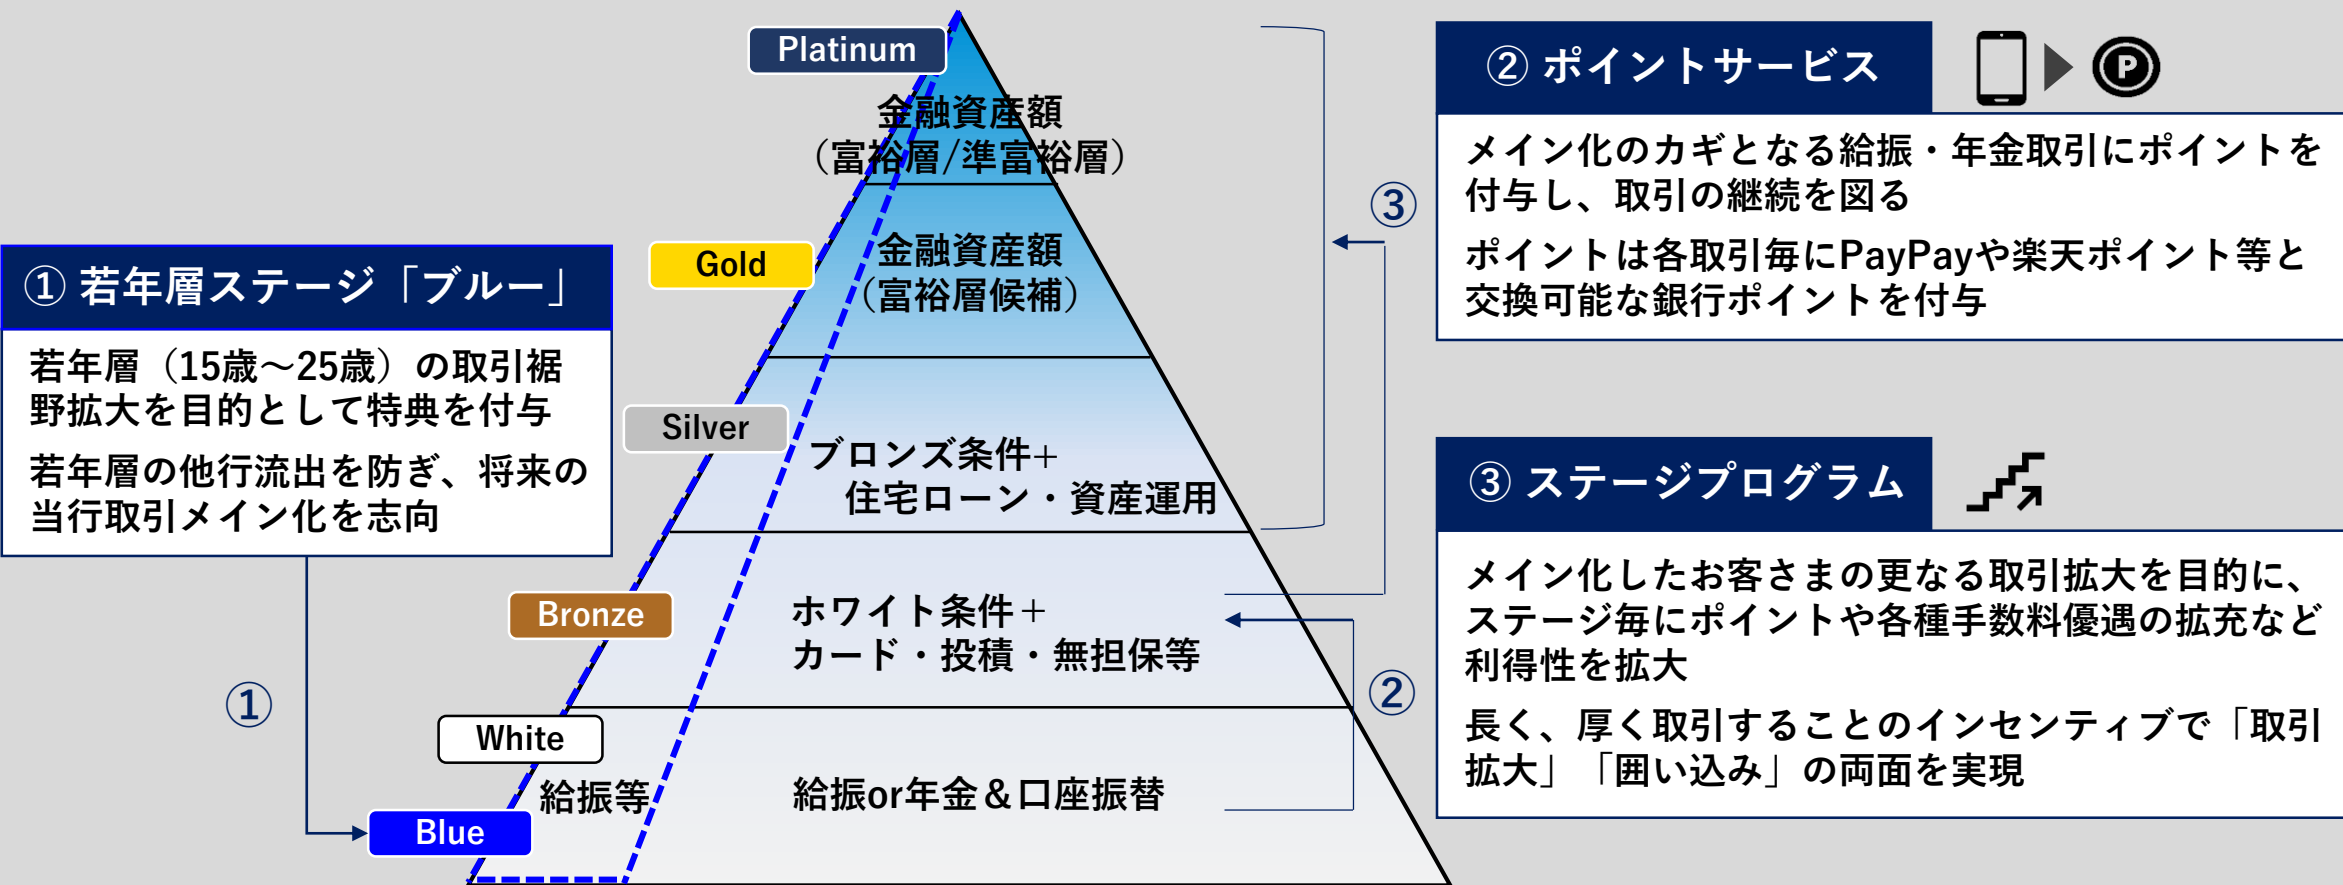 ① 若年層ステージ「ブルー」
若年層（15歳～25歳）の取引裾
野拡大を目的として特典を付与
若年層の他行流出を防ぎ、将来の
当行取引メイン化を志向
①
Platinum
金融資産額
（富裕層/準富裕層）
Gold
金融資産額
（富裕層候補）
Silver
ブロンズ条件+
住宅ローン・資産運用
Bronze
ホワイト条件＋
カード・投積・無担保等
White
給振等
給振or年金＆口座振替
Blue
③
②
② ポイントサービス
P
メイン化のカギとなる給振・年金取引にポイントを
付与し、取引の継続を図る
ポイントは各取引毎にPayPayや楽天ポイント等と
交換可能な銀行ポイントを付与
③ ステージプログラム
メイン化したお客さまの更なる取引拡大を目的に、
ステージ毎にポイントや各種手数料優遇の拡充など
利得性を拡大
長く、厚く取引することのインセンティブで「取引
拡大」「囲い込み」の両面を実現